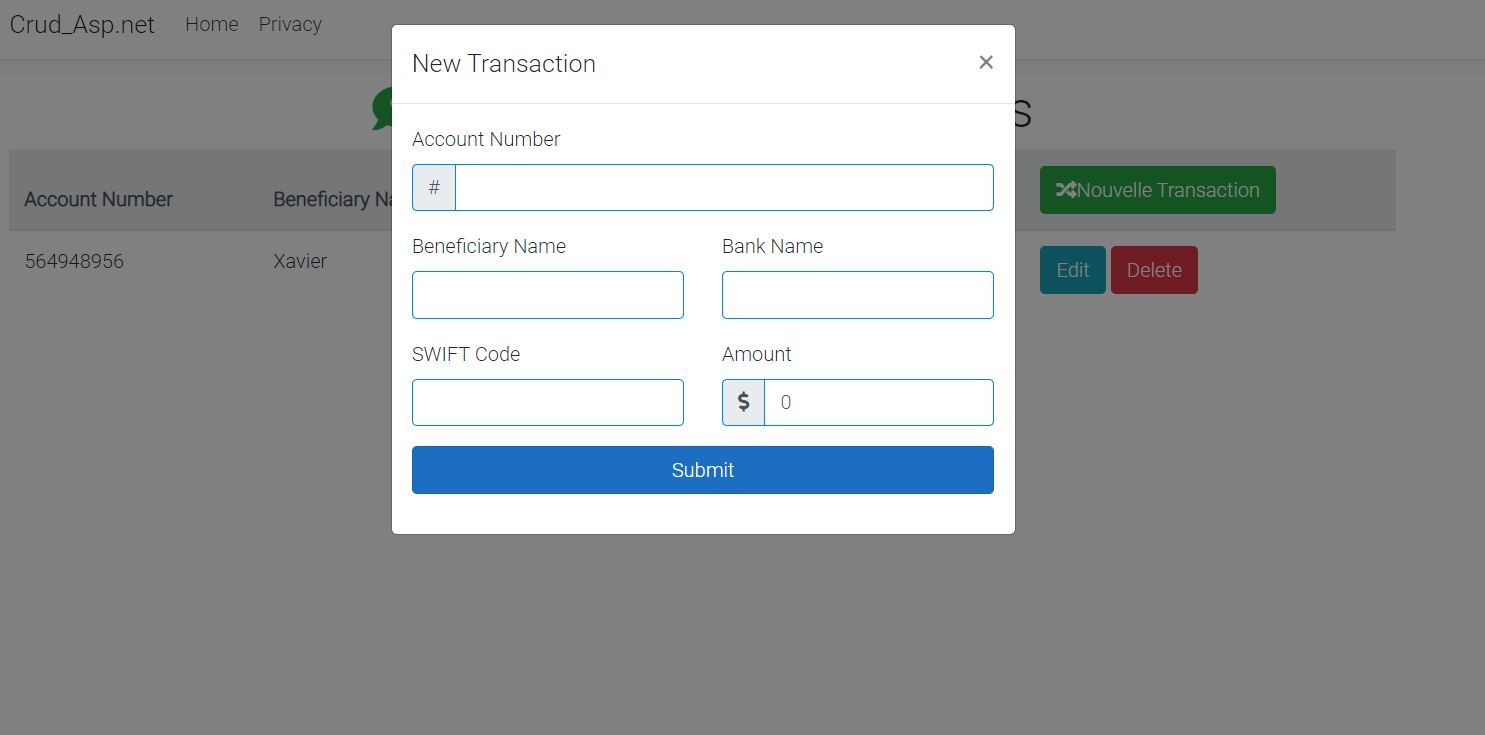 Crud_Asp.net Home Privacy
New Transaction ×
s
Account Number
#
Account Number Beneficiary Na Nouvelle Transaction
Beneficiary Name Bank Name
564948956 Xavier Edit Delete
SWIFT Code Amount
$ 0
Submit